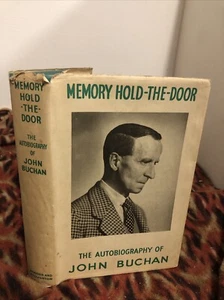 MEMORY
HOLD
-THE-
DOOR
THE
AUTOBIOGRAPHY
OF
JOHN
BUCHAN
MEMORY HOLD-THE-DOOR
THE AUTOBIOGRAPHY OF
JOHN BUCHAN